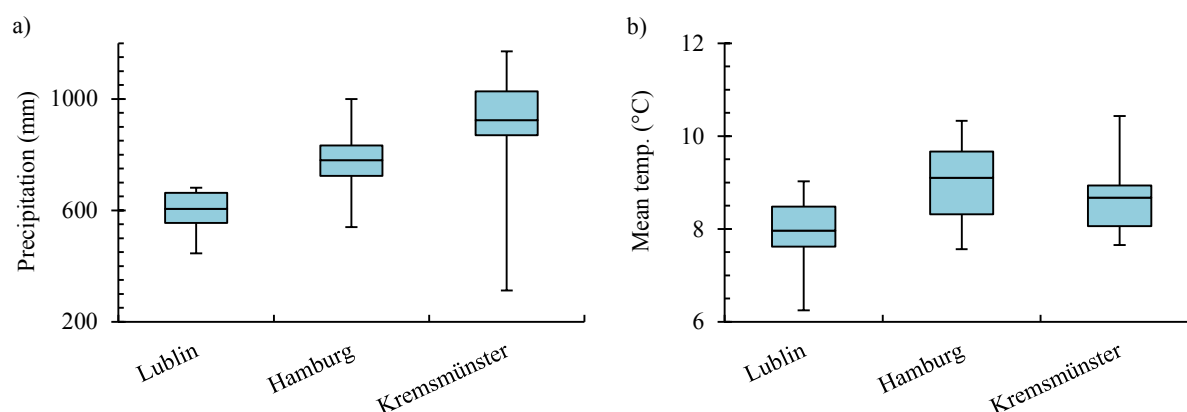 a)
Precipitation (mm)
1000
600
200
Lublin
Hamburg
Kremsmünster
b)
Mean temp. (°C)
12
10
8
6
Lublin
Hamburg
Kremsmünster